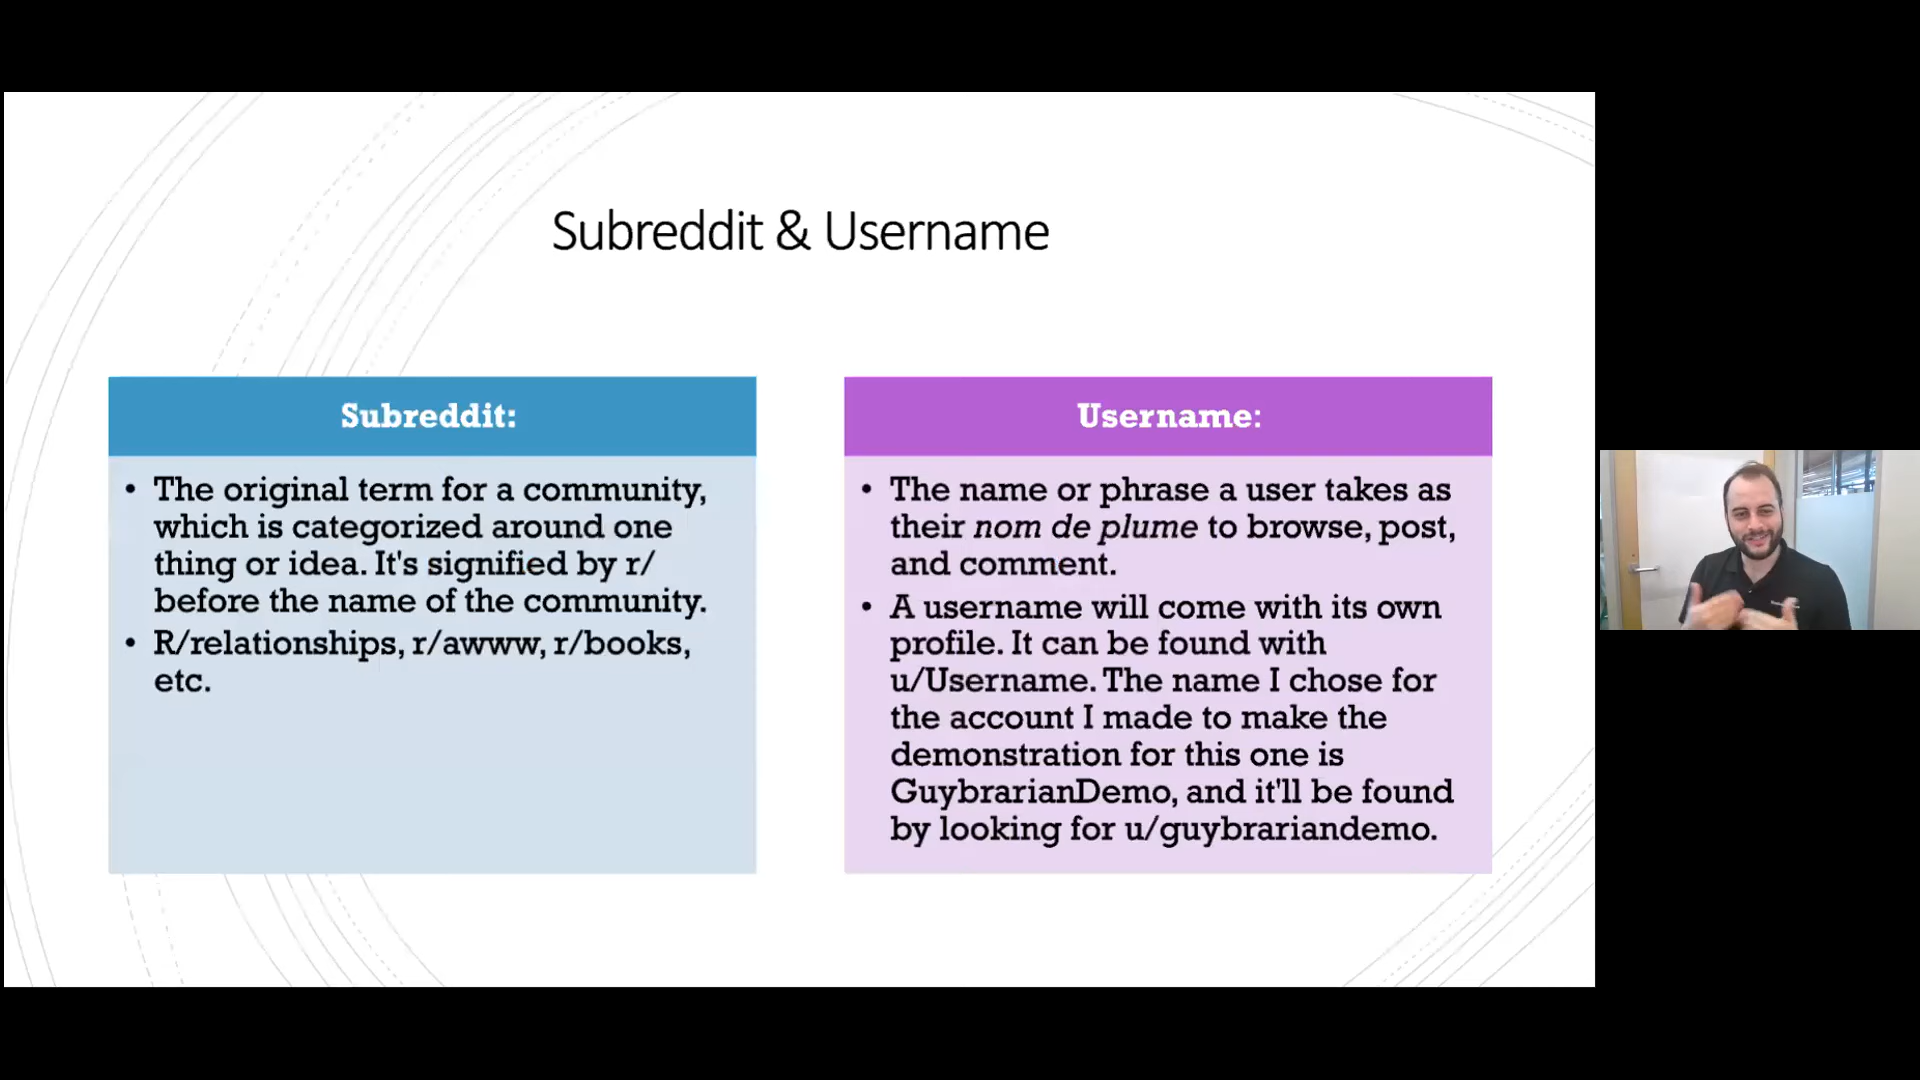 Subreddit & Username
Subreddit:
• The original term for a community,
which is categorized around one
thing or idea. It's signified by r/
before the name of the community.
• R/relationships, r/awww, r/books,
etc.
Username:
• The name or phrase a user takes as
their nom de plume to browse, post,
and comment.
• A username will come with its own
profile. It can be found with
u/Username. The name I chose for
the account I made to make the
demonstration for this one is
GuybrarianDemo, and it'll be found
by looking for u/guybrariandemo.